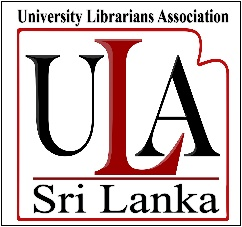 University Librarians Association
ULA
Sri Lanka